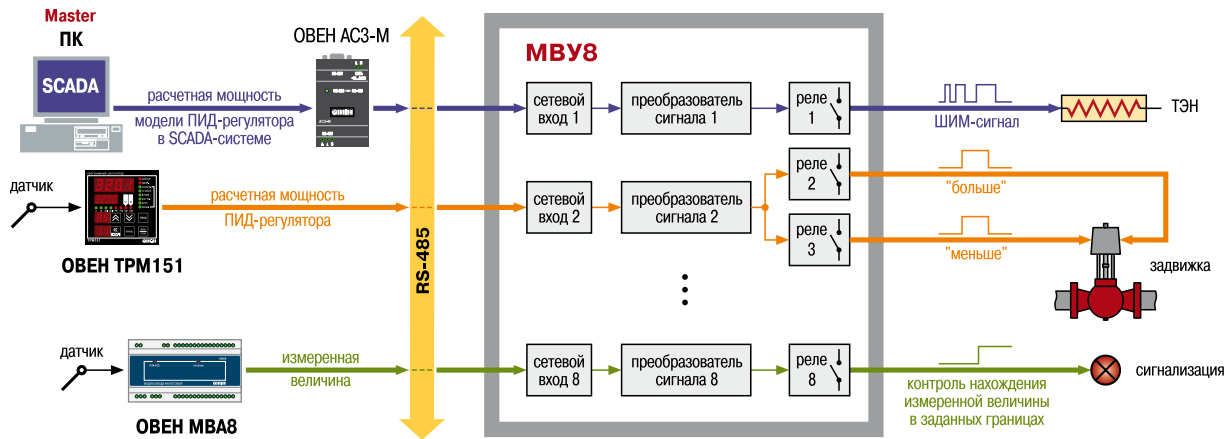 Master
ПК
SCADA
расчетная мощность
модели ПИД-регулятора
в SCADA-системе
ОВЕН АС3-М
RS-485
МВУ8
сетевой
вход 1
преобразователь
сигнала 1
реле
1
ШИМ-сигнал
ТЭН
датчик
3201
ТРМ151
ОВЕН ТРМ151
расчетная мощность
ПИД-регулятора
сетевой
вход 2
преобразователь
сигнала 2
реле
2
"больше"
реле
3
"меньше"
задвижка
датчик
ОВЕН МВА8
измеренная
величина
сетевой
вход 8
преобразователь
сигнала 8
реле
8
контроль нахождения
измеренной величины
в заданных границах
сигнализация